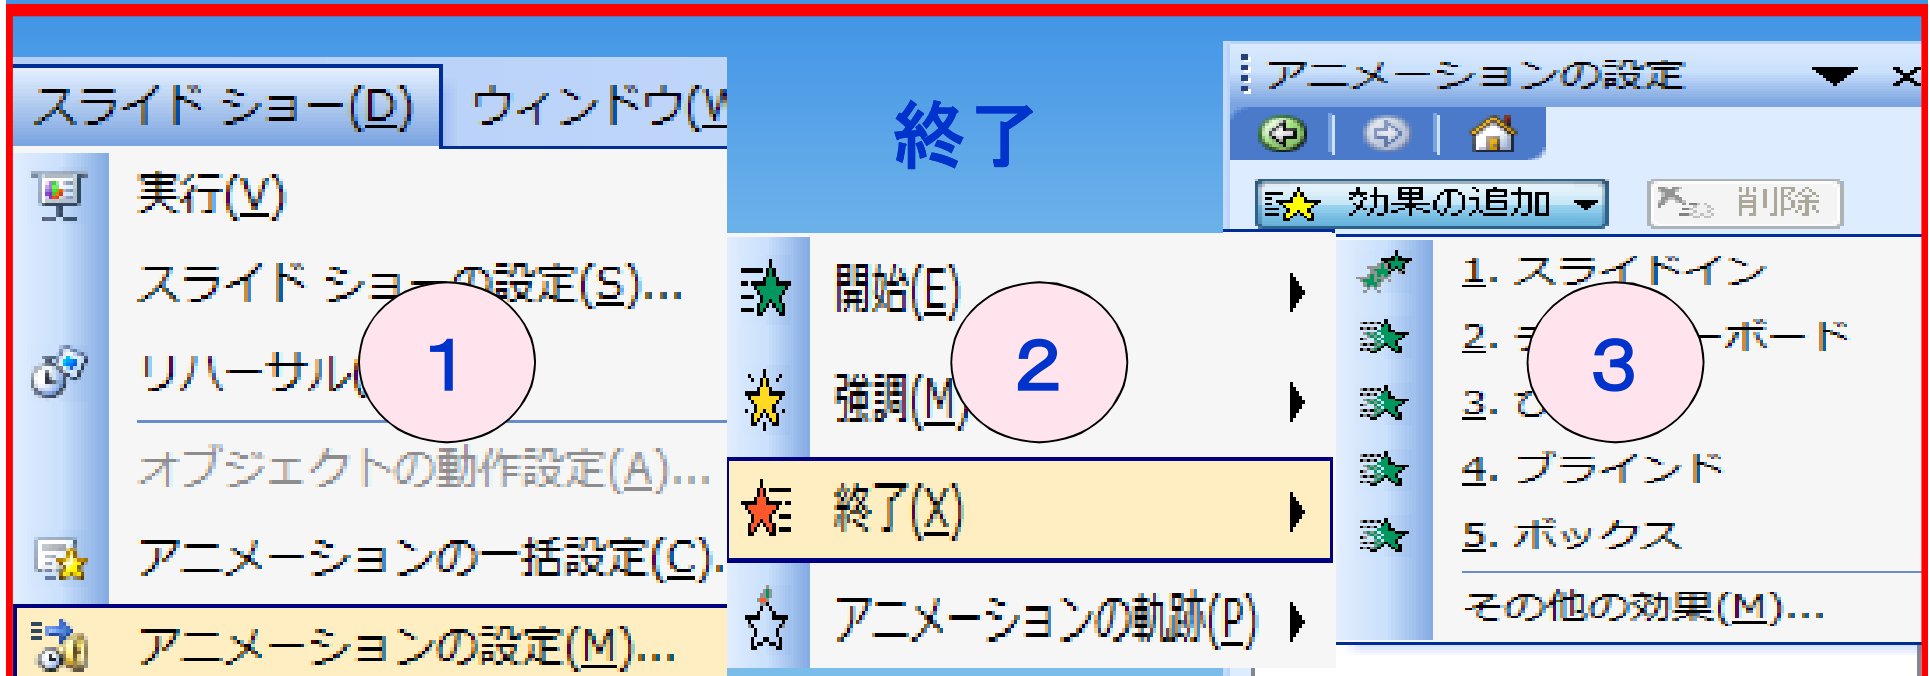 スライド ショー(D)
ウィンドウ(W
実行(V)
スライド ショーの設定(S)...
リハーサル(
オブジェクトの動作設定(A)...
アニメーションの一括設定(C).
アニメーションの設定(M)...
1
終了
開始(E)
強調(M)
終了(X)
アニメーションの軌跡(P)
2
アニメーションの設定
効果の追加
削除
1. スライドイン
2. ーボード
3. ひ
4. ブラインド
5. ボックス
その他の効果(M)...
3